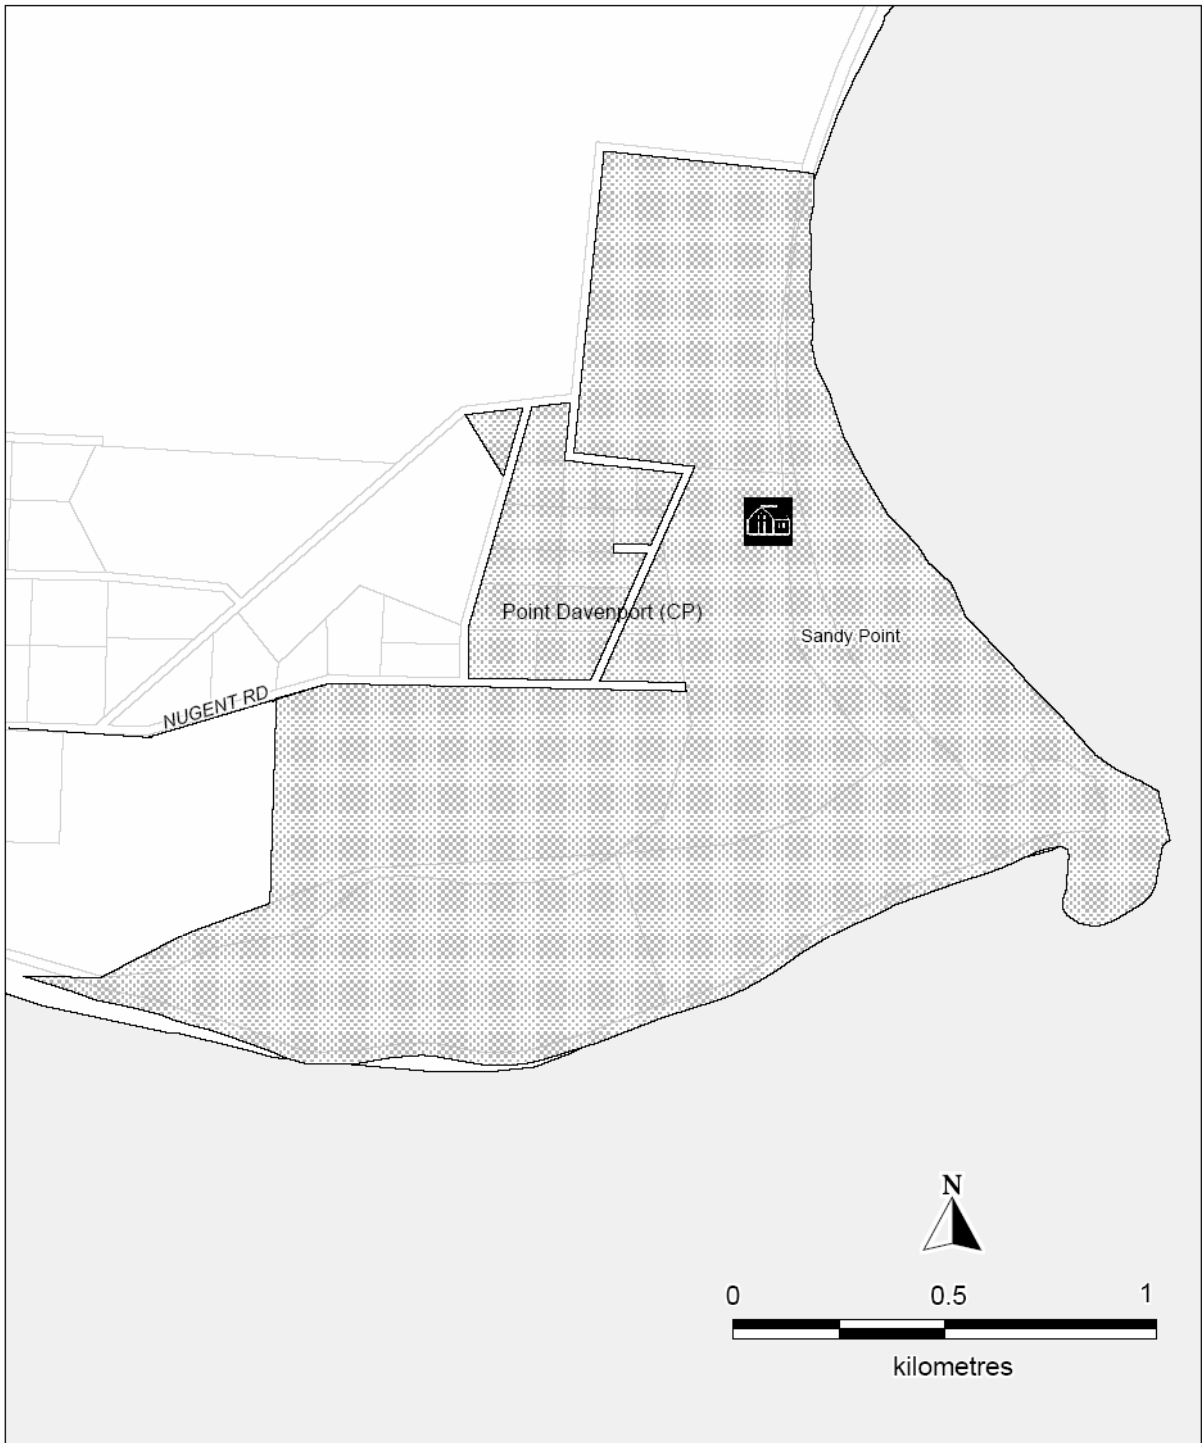 Point Davenport (CP)
Sandy Point
NUGENT RD
N
0 0.5 1
kilometres